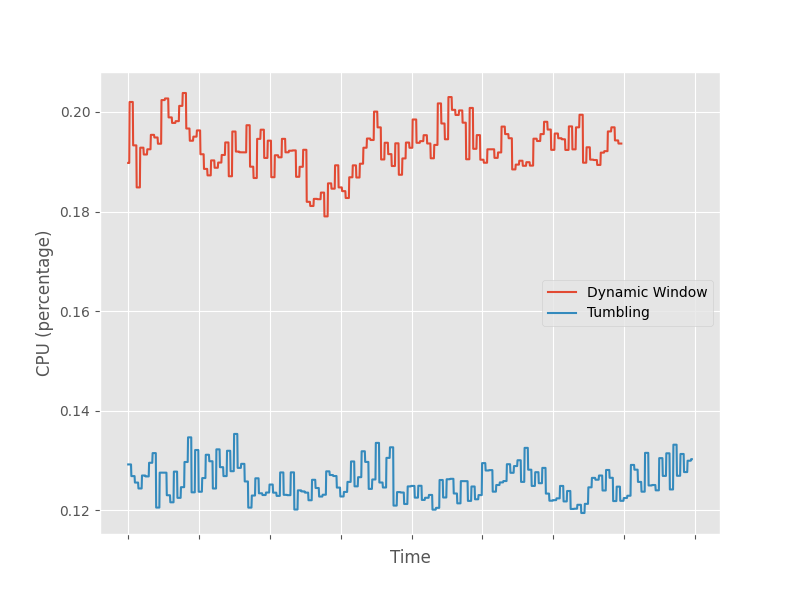 0.20
0.18
0.16
0.14
0.12
CPU (percentage)
Dynamic Window
Tumbling
Time